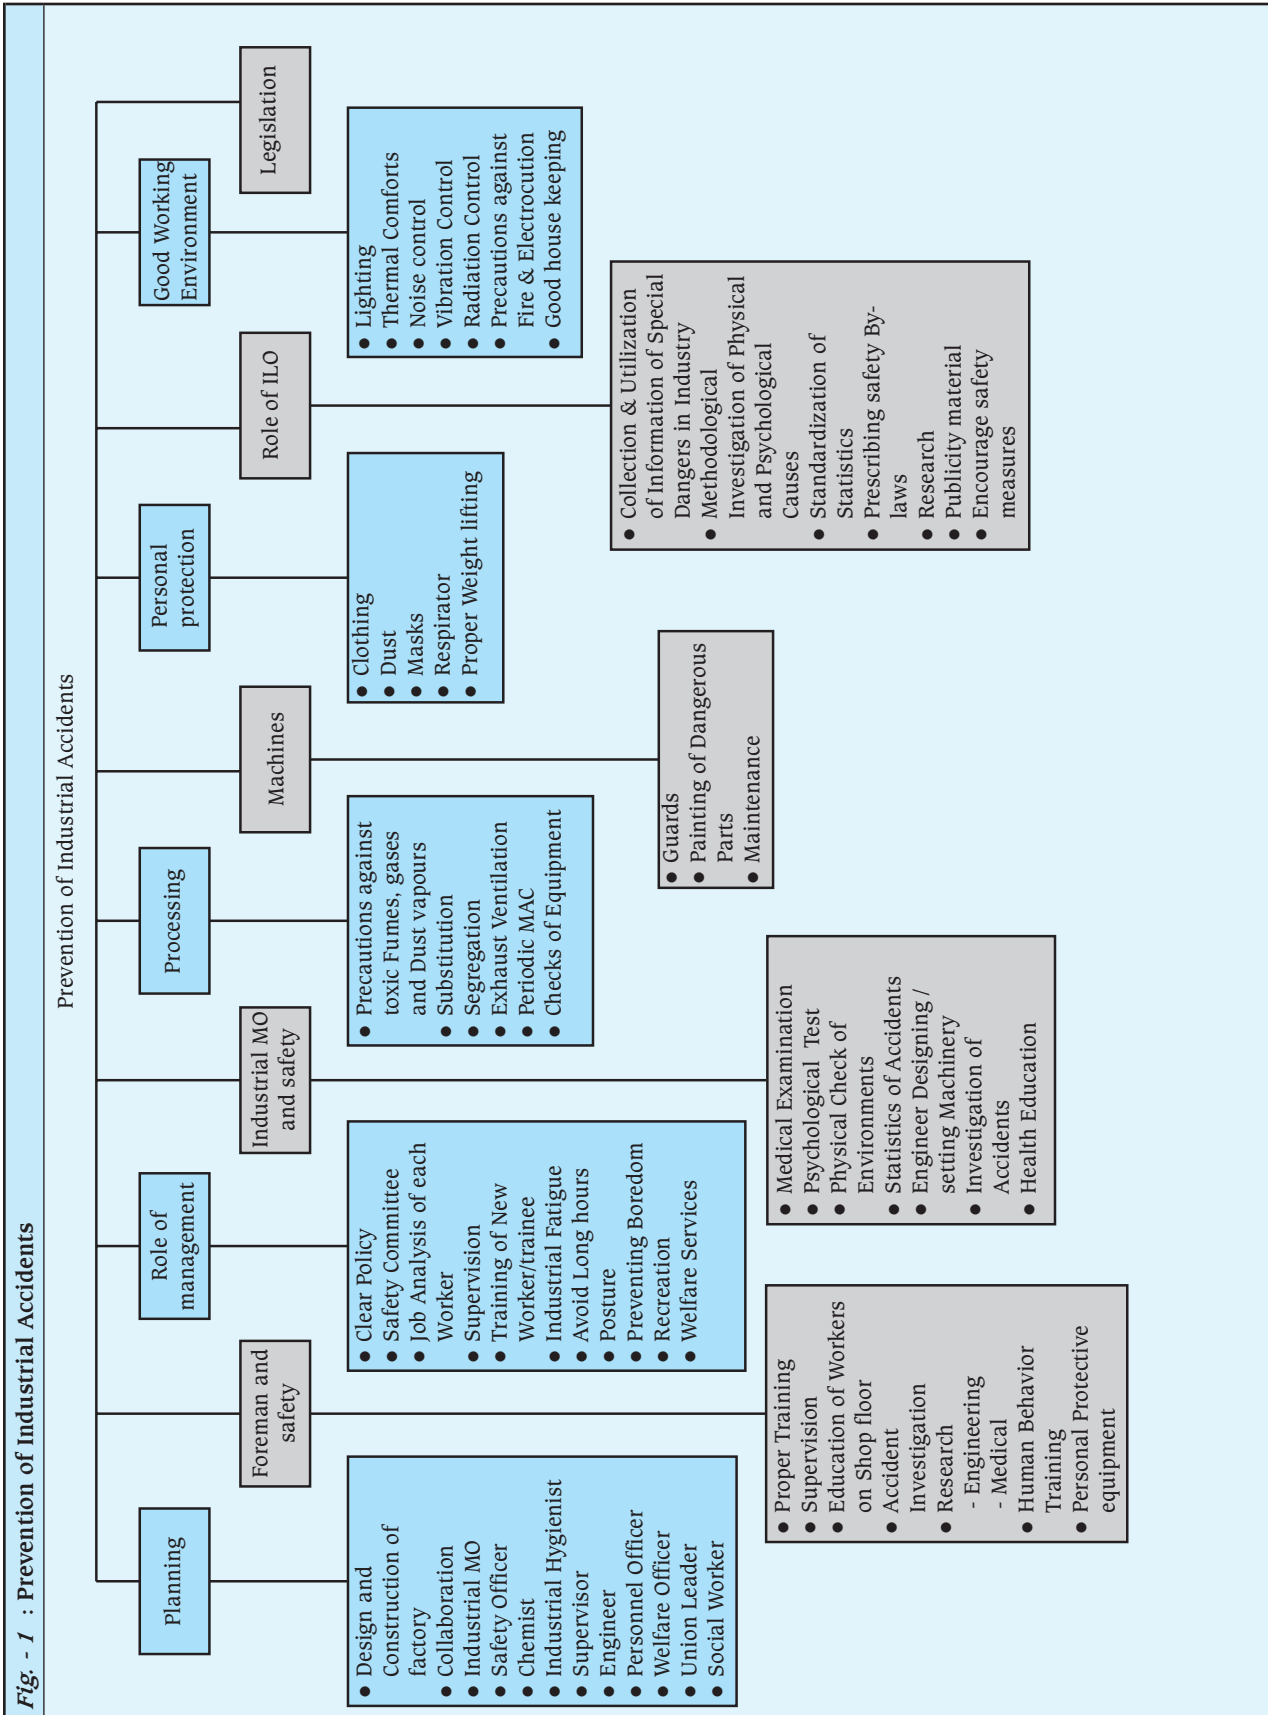 Fig. - 1 : Prevention of Industrial Accidents
Prevention of Industrial Accidents
Planning
• Design and
Construction of
factory
• Collaboration
• Industrial MO
• Safety Officer
• Chemist
• Industrial Hygienist
• Supervisor
• Engineer
• Personnel Officer
• Welfare Officer
• Union Leader
• Social Worker
Foreman and
safety
• Proper Training
• Supervision
• Education of Workers
on Shop floor
• Accident
Investigation
• Research
- Engineering
- Medical
• Human Behavior
Training
• Personal Protective
equipment
Role of
management
• Clear Policy
• Safety Committee
• Job Analysis of each
Worker
• Supervision
• Training of New
Worker/trainee
• Industrial Fatigue
• Avoid Long hours
• Posture
• Preventing Boredom
• Recreation
• Welfare Services
Industrial MO
and safety
• Medical Examination
• Psychological Test
• Physical Check of
Environments
• Statistics of Accidents
• Engineer Designing /
setting Machinery
• Investigation of
Accidents
• Health Education
Processing
• Precautions against
toxic Fumes, gases
and Dust vapours
• Substitution
• Segregation
• Exhaust Ventilation
• Periodic MAC
• Checks of Equipment
Machines
• Guards
• Painting of Dangerous
Parts
• Maintenance
Personal
protection
• Clothing
• Dust
• Masks
• Respirator
• Proper Weight lifting
Role of ILO
• Collection & Utilization
of Information of Special
Dangers in Industry
• Methodological
Investigation of Physical
and Psychological
Causes
• Standardization of
Statistics
• Prescribing safety By-
laws
• Research
• Publicity material
• Encourage safety
measures
Good Working
Environment
• Lighting
• Thermal Comforts
• Noise control
• Vibration Control
• Radiation Control
• Precautions against
Fire & Electrocution
• Good house keeping
Legislation